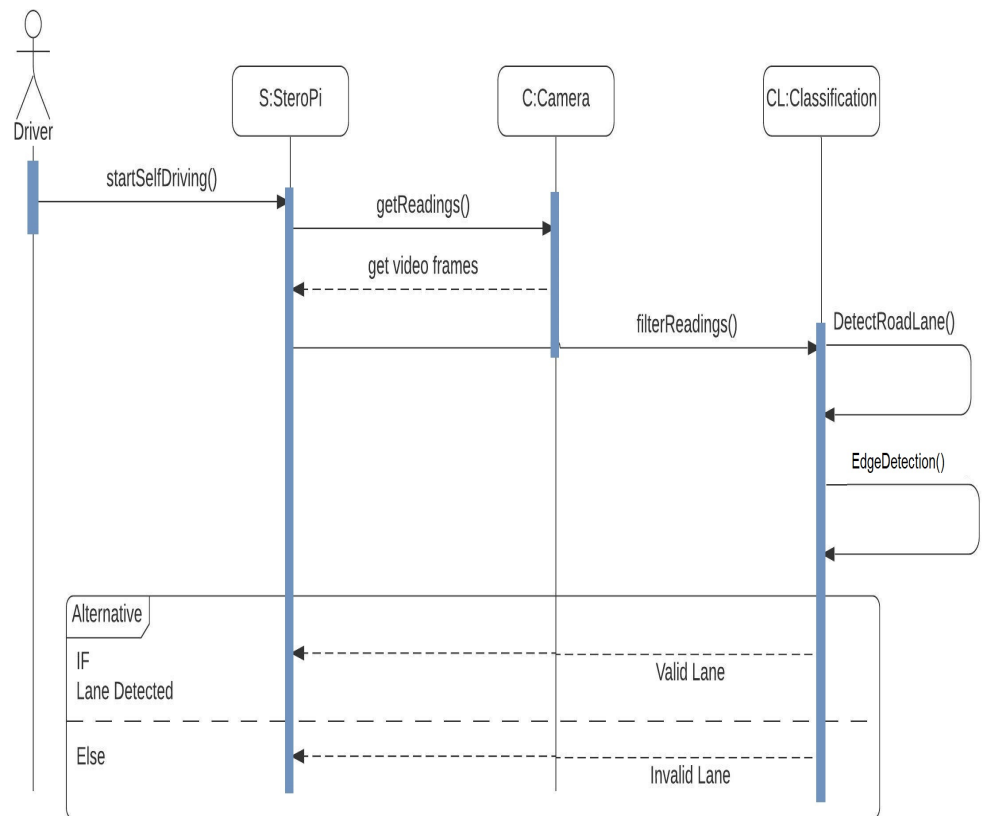 Driver
S:SteroPi
C:Camera
CL:Classification
startSelfDriving()
getReadings()
get video frames
filterReadings()
DetectRoadLane()
EdgeDetection()
Alternative
IF
Lane Detected
Valid Lane
Else
Invalid Lane